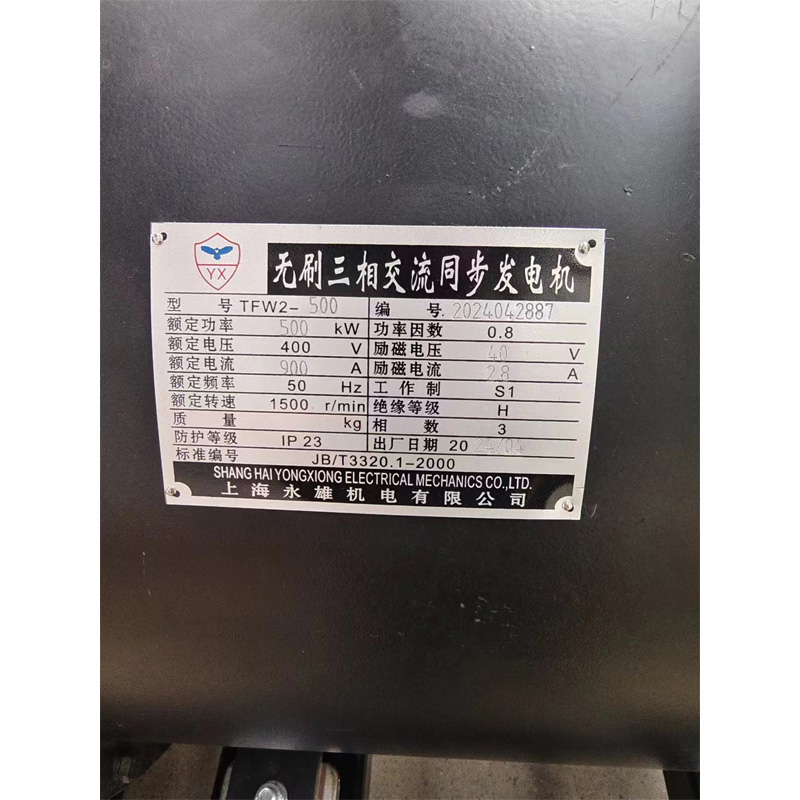 YX
无刷三相交流同步发电机
型 号 TFW2-500 编 号 2024042887
额定功率 500 kW 功率因数 0.8
额定电压 400 V 励磁电压 40 V
额定电流 900 A 励磁电流 2.8 A
额定频率 50 Hz 工作制 S1
额定转速 1500 r/min 绝缘等级 H
质 量 kg 相 数 3
防护等级 IP 23 出厂日期 2024/04
标准编号 JB/T3320.1-2000
SHANG HAI YONGXIONG ELECTRICAL MECHANICS CO.,LTD.
上海永雄机电有限公司